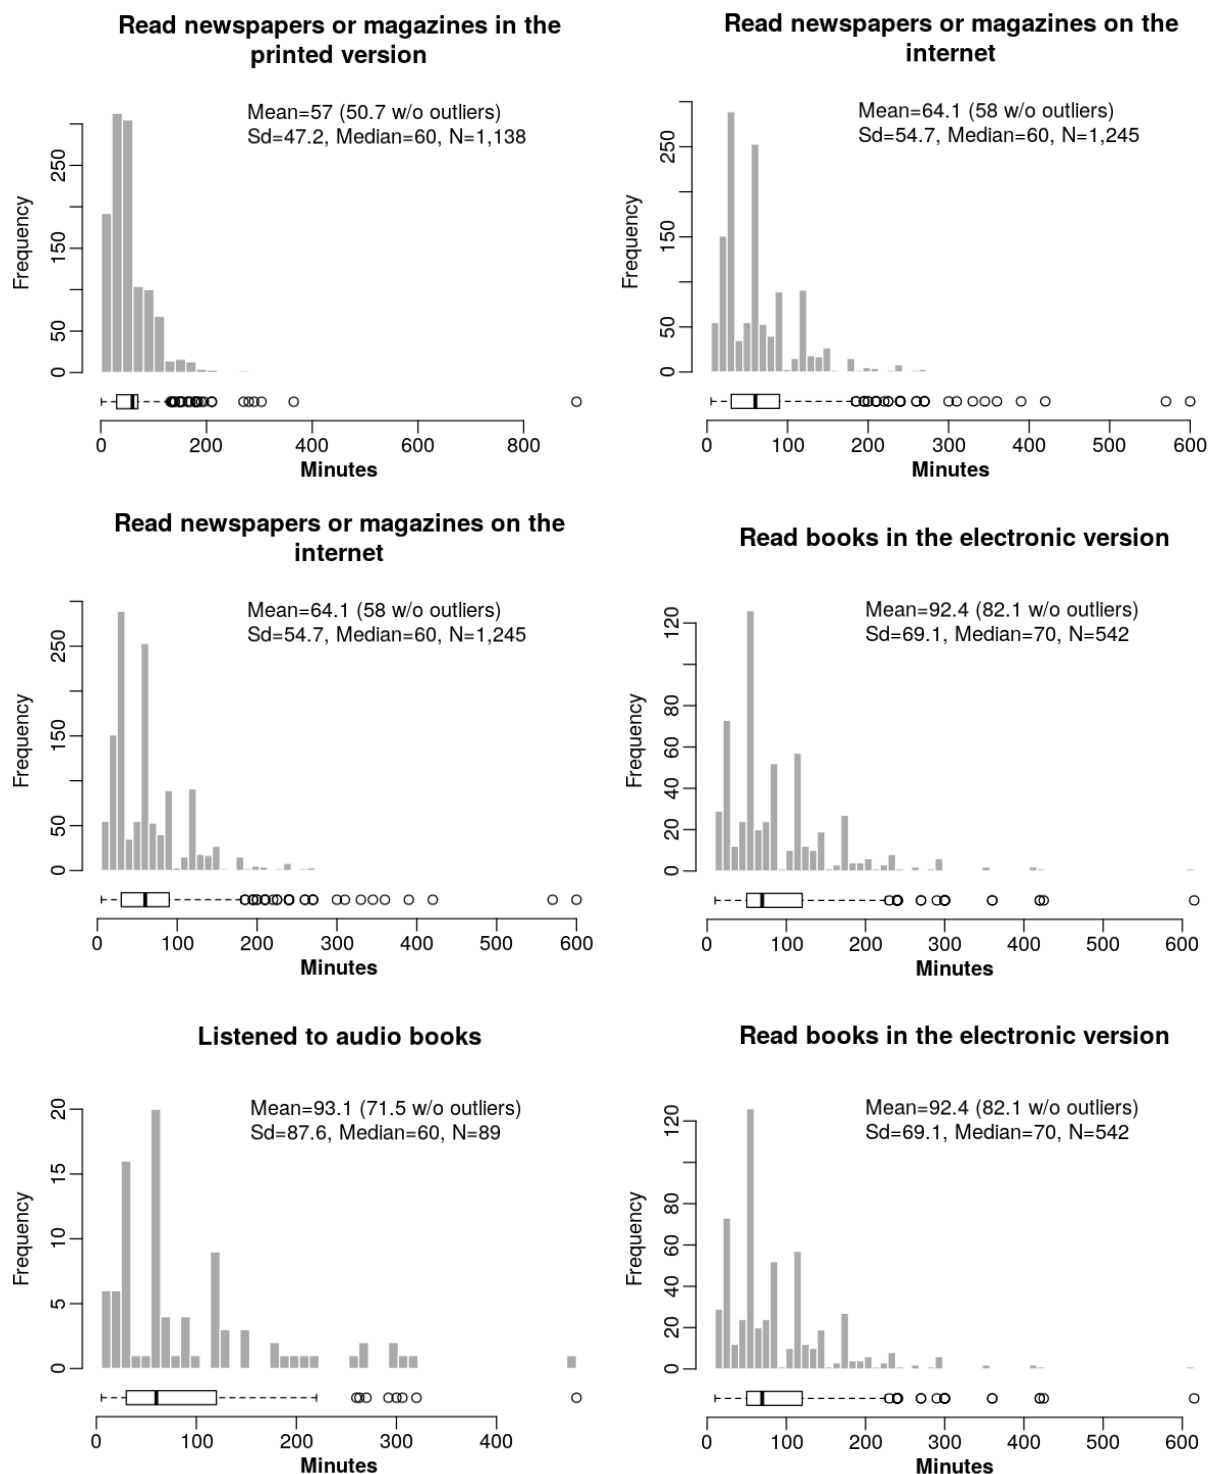 Read newspapers or magazines in the
printed version
Mean=57 (50.7 w/o outliers)
Sd=47.2, Median=60, N=1,138
Frequency
0 50 150 250
0 200 400 600 800
Minutes
Read newspapers or magazines on the
internet
Mean=64.1 (58 w/o outliers)
Sd=54.7, Median=60, N=1,245
Frequency
0 50 150 250
0 100 200 300 400 500 600
Minutes
Read newspapers or magazines on the
internet
Mean=64.1 (58 w/o outliers)
Sd=54.7, Median=60, N=1,245
Frequency
0 50 150 250
0 100 200 300 400 500 600
Minutes
Read books in the electronic version
Mean=92.4 (82.1 w/o outliers)
Sd=69.1, Median=70, N=542
Frequency
0 20 40 60 80 120
0 100 200 300 400 500 600
Minutes
Listened to audio books
Mean=93.1 (71.5 w/o outliers)
Sd=87.6, Median=60, N=89
Frequency
0 5 10 15 20
0 100 200 300 400
Minutes
Read books in the electronic version
Mean=92.4 (82.1 w/o outliers)
Sd=69.1, Median=70, N=542
Frequency
0 20 40 60 80 120
0 100 200 300 400 500 600
Minutes